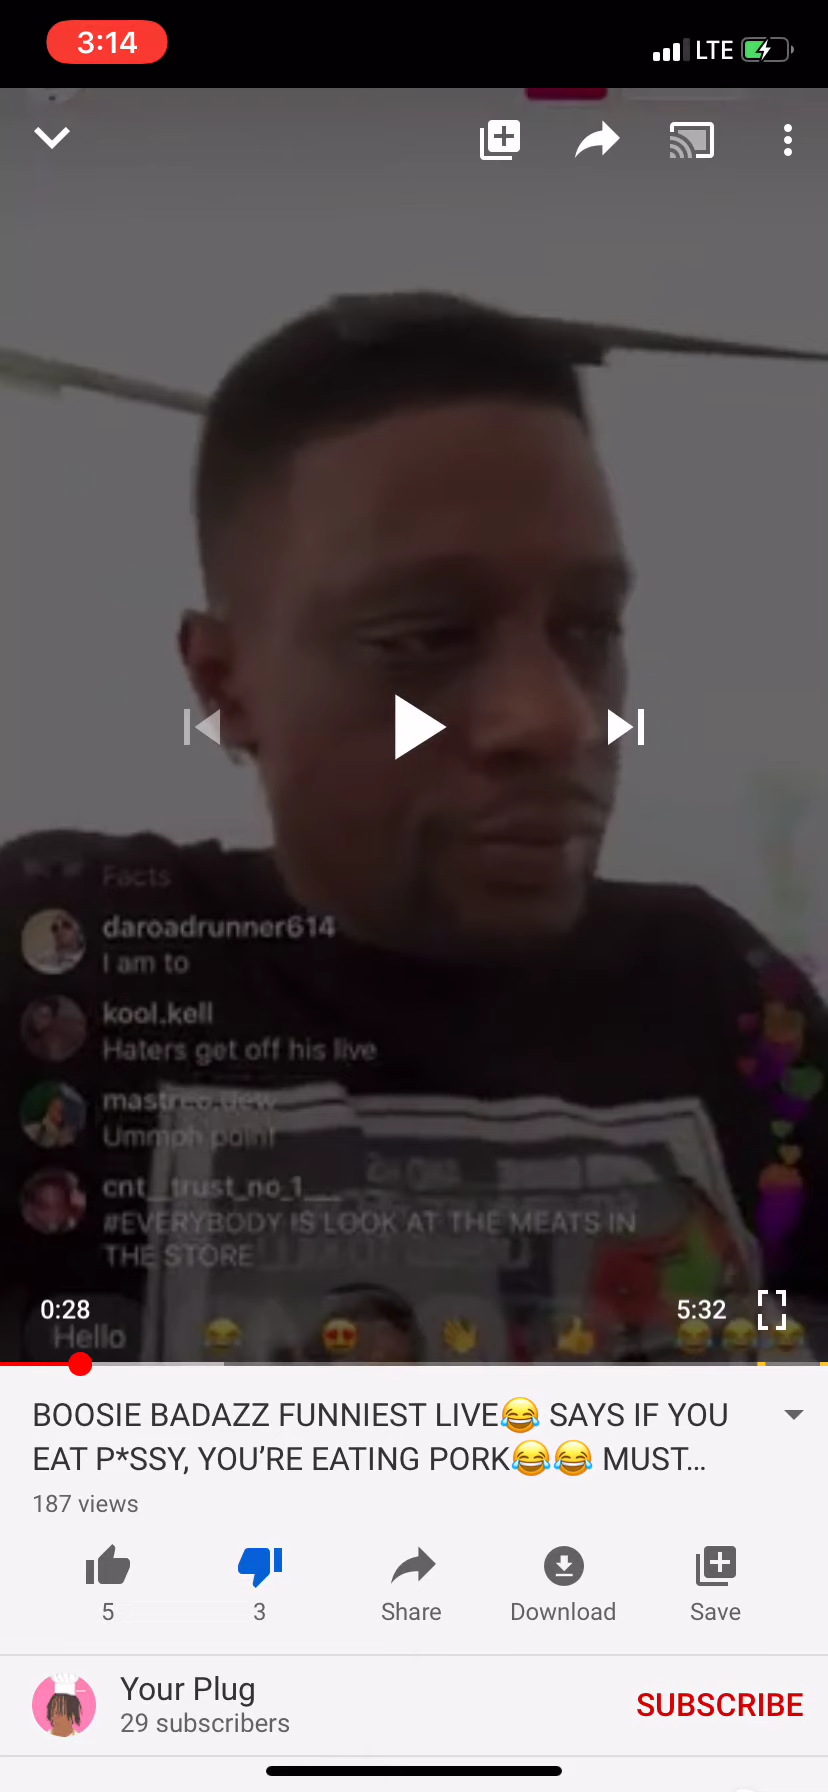 3:14
LTE
Facts
daroadrunner614
I am to
kool.kell
Haters get off his live
Ummph point
cnt__trust_no_1___
#EVERYBODY IS LOOK AT THE MEATS IN
THE STORE
0:28
5:32
Hello
BOOSIE BADAZZ FUNNIEST LIVE😂 SAYS IF YOU
EAT P*SSY, YOU’RE EATING PORK😂😂 MUST...
187 views
5
3
Share
Download
Save
Your Plug
29 subscribers
SUBSCRIBE